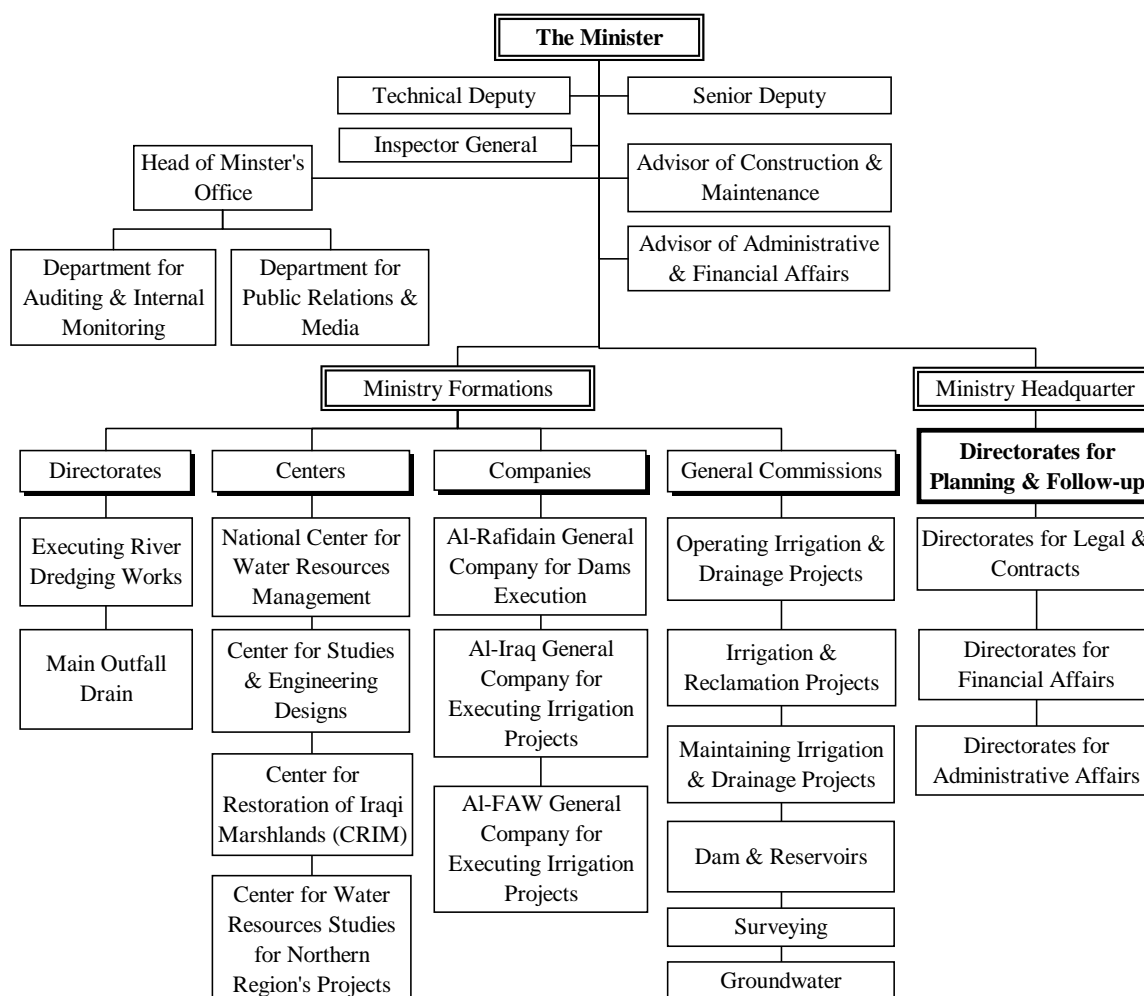 The Minister
Technical Deputy
Senior Deputy
Inspector General
Head of Minster's
Office
Advisor of Construction &
Maintenance
Department for
Auditing & Internal
Monitoring
Department for
Public Relations &
Media
Advisor of Administrative
& Financial Affairs
Ministry Formations
Ministry Headquarter
Directorates
Executing River
Dredging Works
Main Outfall
Drain
Centers
National Center for
Water Resources
Management
Center for Studies
& Engineering
Designs
Center for
Restoration of Iraqi
Marshlands (CRIM)
Center for Water
Resources Studies
for Northern
Region's Projects
Companies
Al-Rafidain General
Company for Dams
Execution
Al-Iraq General
Company for
Executing Irrigation
Projects
Al-FAW General
Company for
Executing Irrigation
Projects
General Commissions
Operating Irrigation &
Drainage Projects
Irrigation &
Reclamation Projects
Maintaining Irrigation
& Drainage Projects
Dam & Reservoirs
Surveying
Groundwater
Directorates for
Planning & Follow-up
Directorates for Legal &
Contracts
Directorates for
Financial Affairs
Directorates for
Administrative Affairs